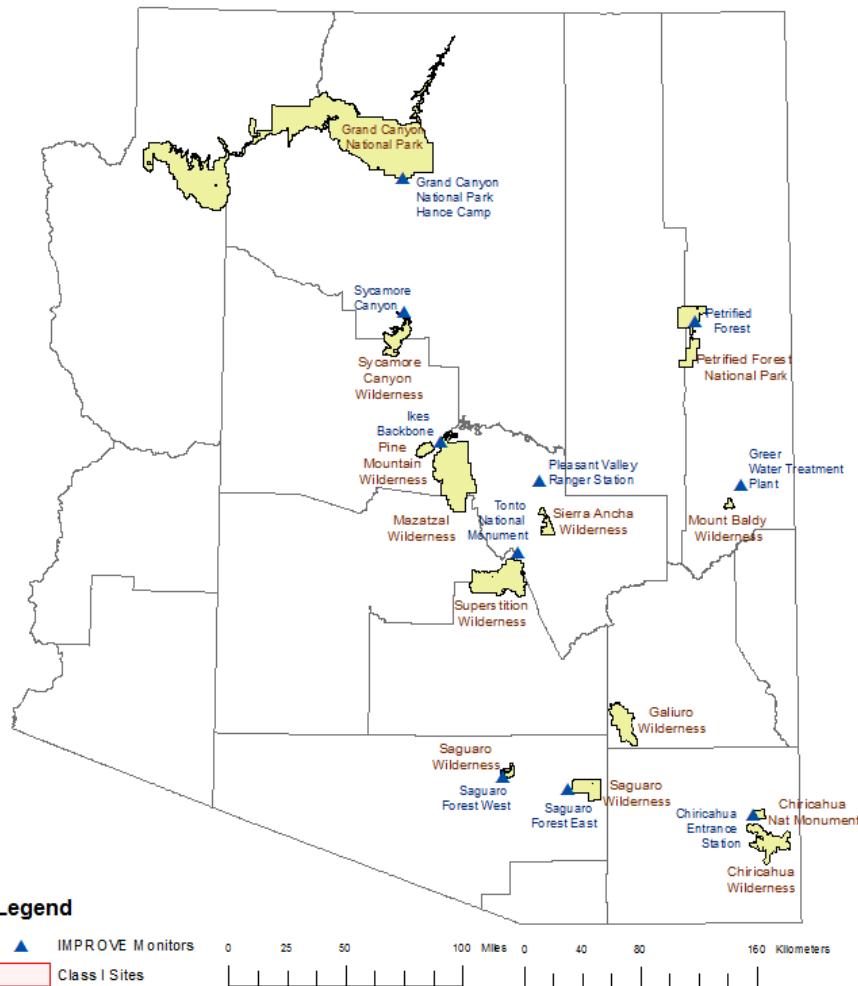 Grand Canyon
National Park
Grand Canyon
National Park
Hance Camp
Sycamore
Canyon
Sycamore
Canyon
Wilderness
Petrified
Forest
Petrified Forest
National Park
Ikes
Backbone
Pine
Mountain
Wilderness
Mazatzal
Wilderness
Pleasant Valley
Ranger Station
Greer
Water Treatment
Plant
Mount Baldy
Wilderness
Tonto
National
Monument
Sierra Ancha
Wilderness
Superstition
Wilderness
Galiuro
Wilderness
Saguaro
Wilderness
Saguaro
Forest West
Saguaro
Wilderness
Saguaro
Forest East
Chiricahua
Entrance
Station
Chiricahua
Nat Monument
Chiricahua
Wilderness
Legend
IMPROVE Monitors
Class I Sites
0 25 50 100 Miles
0 40 80 160 Kilometers